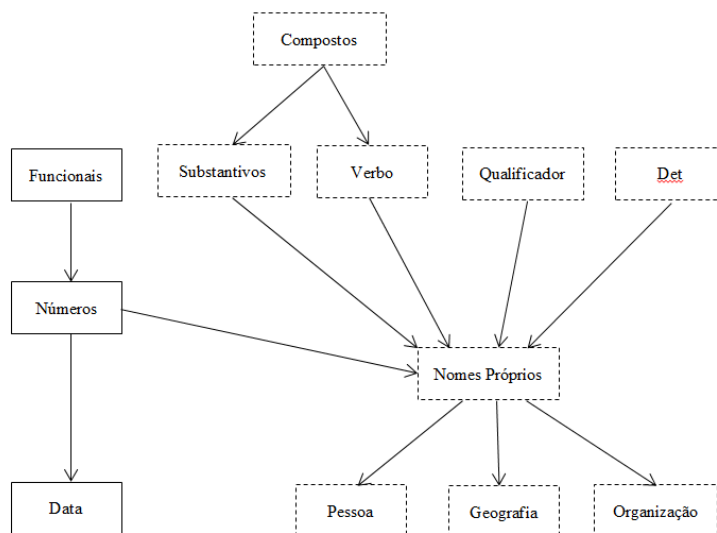 Compostos
Funcionais
Substantivos
Verbo
Qualificador
Det
Números
Nomes Próprios
Data
Pessoa
Geografia
Organização